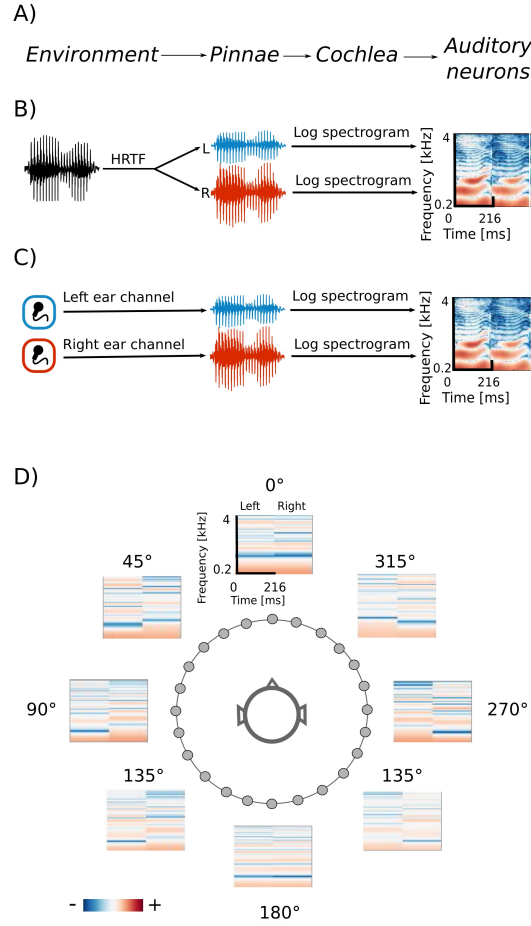 A)
Environment Pinnae Cochlea Auditory neurons
B)
HRTF
L
R
Log spectrogram
Log spectrogram
Frequency [kHz]
4
0.2
0 216
Time [ms]
C)
Left ear channel
Right ear channel
Log spectrogram
Log spectrogram
Frequency [kHz]
4
0.2
0 216
Time [ms]
D)
0°
Left Right
Frequency [kHz]
4
0.2
0 216
Time [ms]
45°
315°
90°
270°
135°
135°
180°
- +